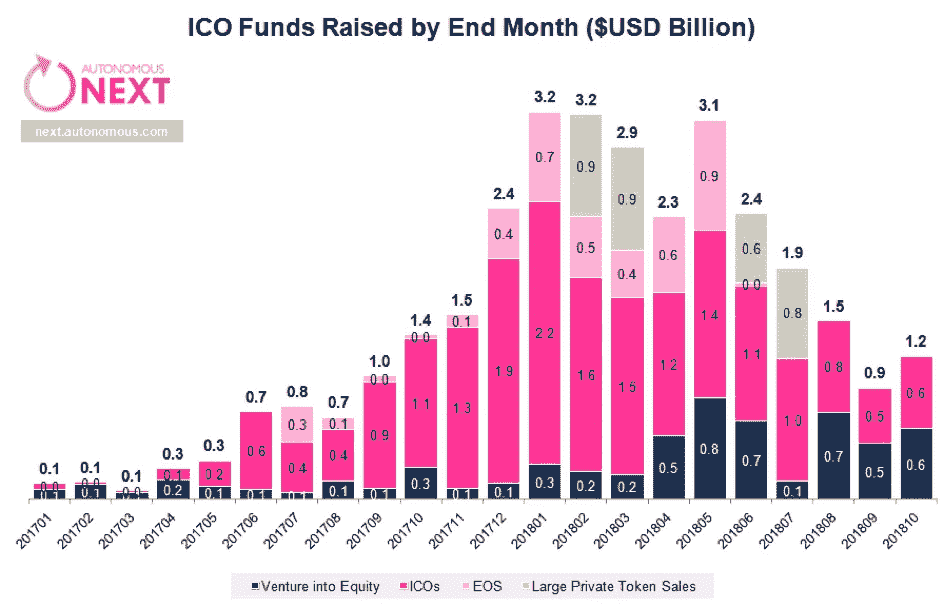 ICO Funds Raised by End Month ($USD Billion)
AUTONOMOUS
NEXT
next.autonomous.com
3.2 3.2 2.9 3.1
2.4 2.3 2.4
1.9
1.4 1.5 1.5
1.0 1.2
0.7 0.8 0.7 0.9
0.1 0.1 0.1 0.3 0.3
0.0 0.1
0.0 0.1
0.1 0.2
0.2 0.1
0.6 0.1
0.3 0.4 0.1
0.1 0.4 0.1
0.0 0.9 0.1
0.0 1.1 0.3
0.1 1.3 0.1
0.4 1.9 0.1
0.7 2.2 0.3
0.9 0.5 1.6 0.2
0.9 0.4 1.5 0.2
0.6 1.2 0.5
0.9 1.4 0.8
0.6 0.0 1.1 0.7
0.8 1.0 0.1
0.8 0.7
0.5 0.5
0.6 0.6
201701 201702 201703 201704 201705 201706 201707 201708 201709 201710 201711 201712 201801 201802 201803 201804 201805 201806 201807 201808 201809 201810
Venture into Equity ICOs EOS Large Private Token Sales